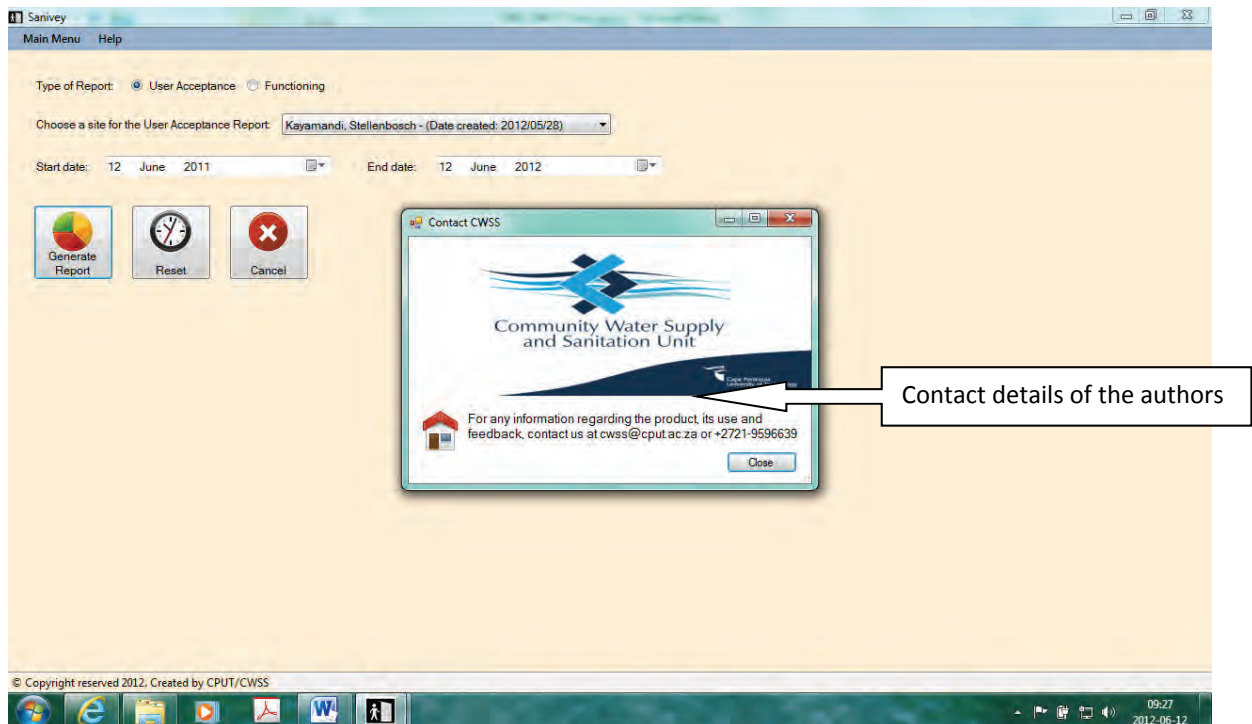 Sanivey
Main Menu Help
Type of Report: User Acceptance Functioning
Choose a site for the User Acceptance Report: Kayamandi, Stellenbosch - (Date created: 2012/05/28)
Start date: 12 June 2011 End date: 12 June 2012
Generate
Report
Reset
Cancel
Contact CWSS
Community Water Supply
and Sanitation Unit
Cape Peninsula
Contact details of the authors
For any information regarding the product, its use and
feedback, contact us at cwss@cput.ac.za or +2721-9596639
Close
© Copyright reserved 2012. Created by CPUT/CWSS
09:27
2012-06-12